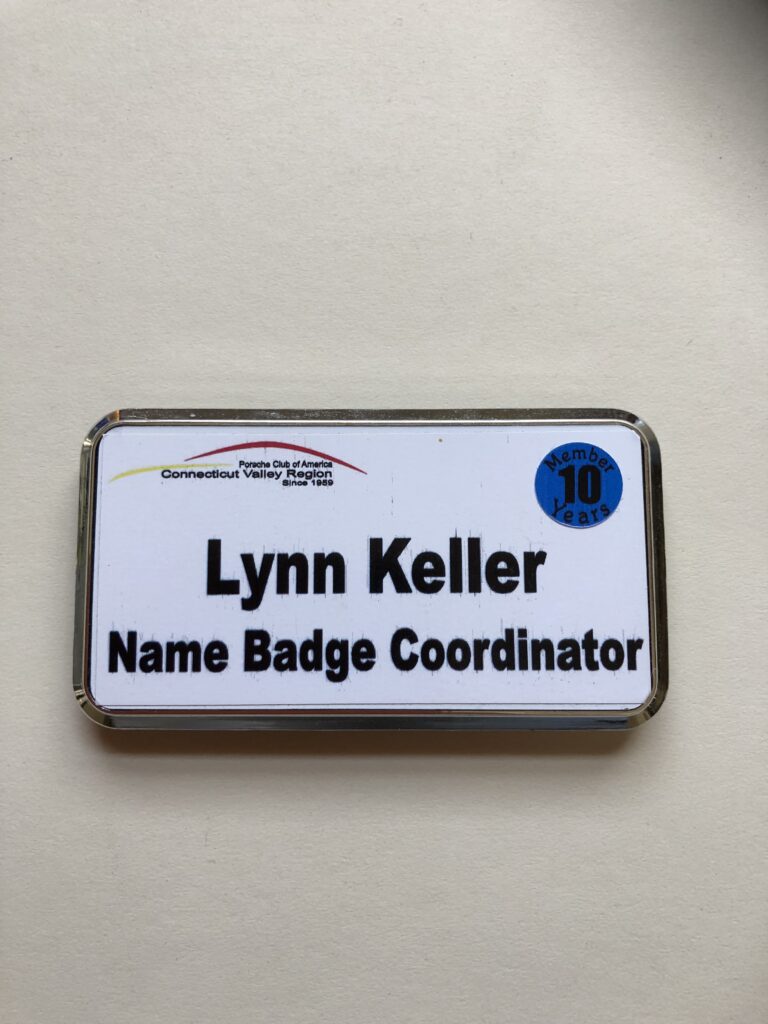 Porsche Club of America
Connecticut Valley Region
Since 1959
Member
10
Years
Lynn Keller
Name Badge Coordinator